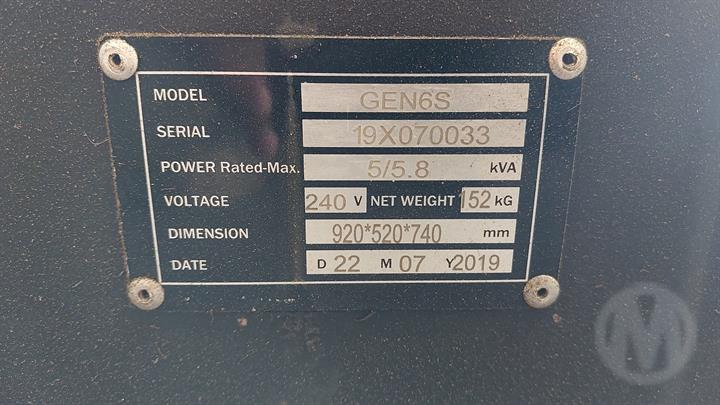 MODEL GEN6S
SERIAL 19X070033
POWER Rated-Max. 5/5.8 kVA
VOLTAGE 240 V NET WEIGHT 152 KG
DIMENSION 920*520*740 mm
DATE D 22 M 07 Y 2019
M